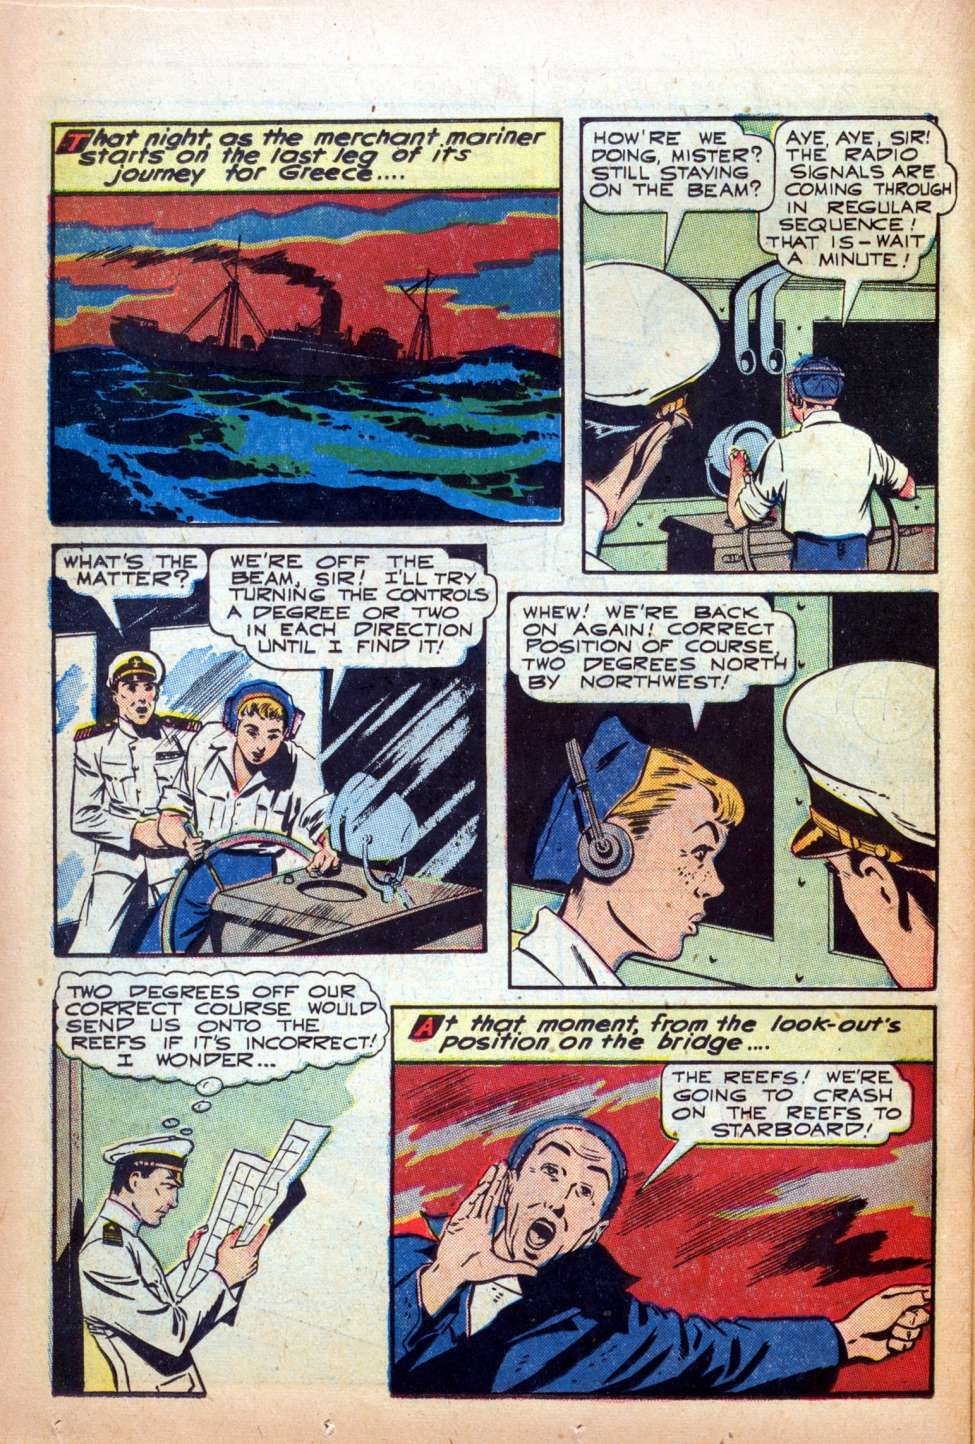 That night, as the merchant mariner
starts on the last leg of its
journey for Greece....
HOW'RE WE
DOING, MISTER?
STILL STAYING
ON THE BEAM?
AYE, AYE, SIR!
THE RADIO
SIGNALS ARE
COMING THROUGH
IN REGULAR
SEQUENCE!
THAT IS — WAIT
A MINUTE!
WHAT'S THE
MATTER?
WE'RE OFF THE
BEAM, SIR! I'LL TRY
TURNING THE CONTROLS
A DEGREE OR TWO
IN EACH DIRECTION
UNTIL I FIND IT!
WHEW! WE'RE BACK
ON AGAIN! CORRECT
POSITION OF COURSE,
TWO DEGREES NORTH
BY NORTHWEST!
TWO DEGREES OFF OUR
CORRECT COURSE WOULD
SEND US ONTO THE
REEFS IF IT'S INCORRECT!
I WONDER...
At that moment, from the look-out's
position on the bridge....
THE REEFS! WE'RE
GOING TO CRASH
ON THE REEFS TO
STARBOARD!